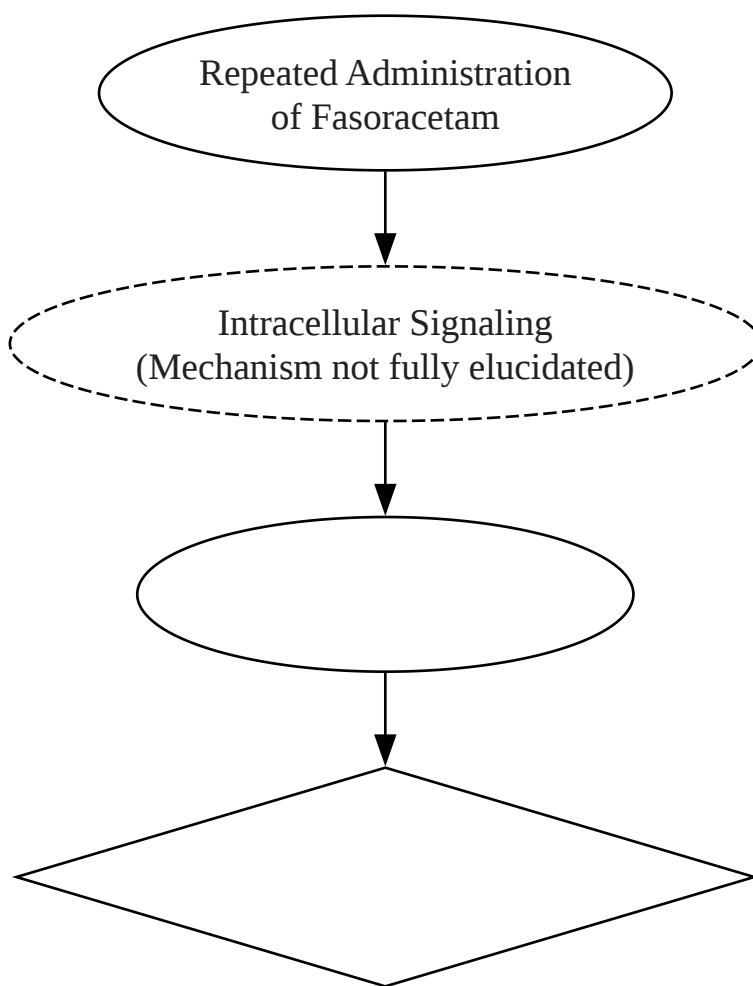 Repeated Administration
of Fasoracetam
Intracellular Signaling
(Mechanism not fully elucidated)